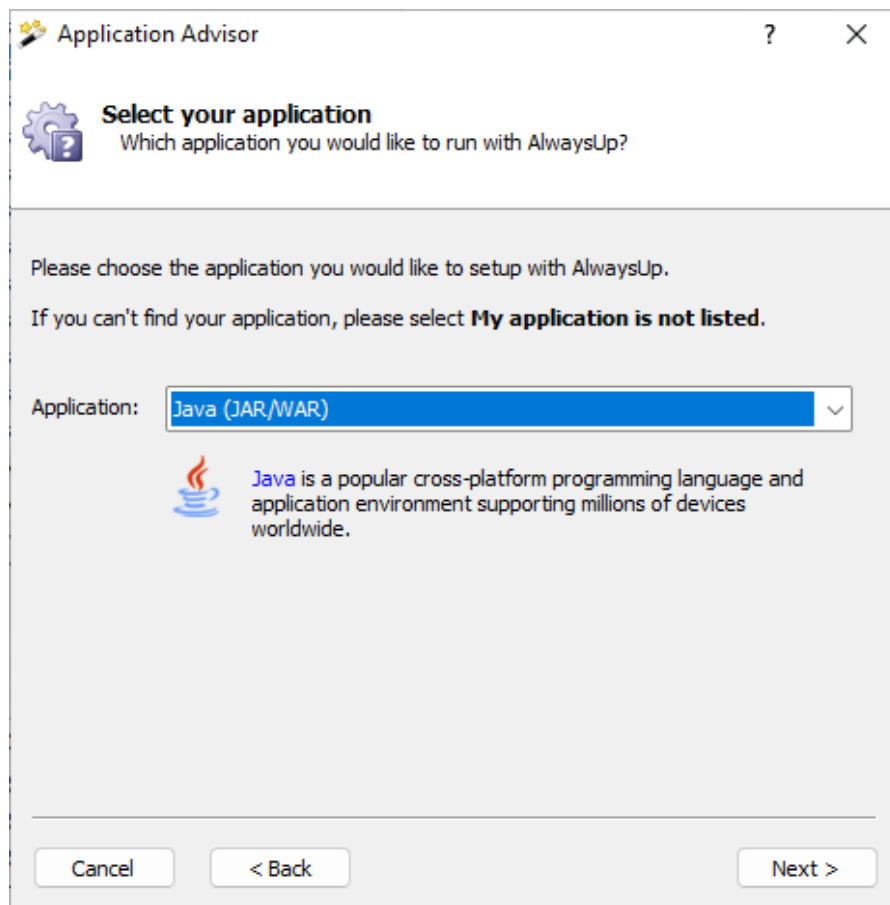 Application Advisor
?
Select your application
Which application you would like to run with AlwaysUp?
Please choose the application you would like to setup with AlwaysUp.
If you can't find your application, please select My application is not listed.
Application: Java (JAR/WAR)
Java is a popular cross-platform programming language and
application environment supporting millions of devices
worldwide.
Cancel < Back Next >